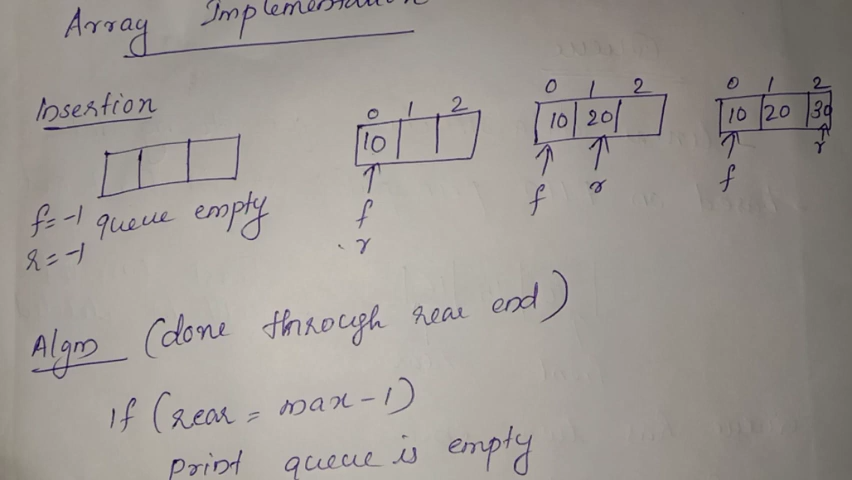 Array Implementation
Insertion
0 1 2
10
f
r
0 1 2
10 20
f r
0 1 2
10 20 30
f r
f=-1 queue empty
r=-1
Algm (done through rear end)
If (rear = max-1)
Print queue is empty